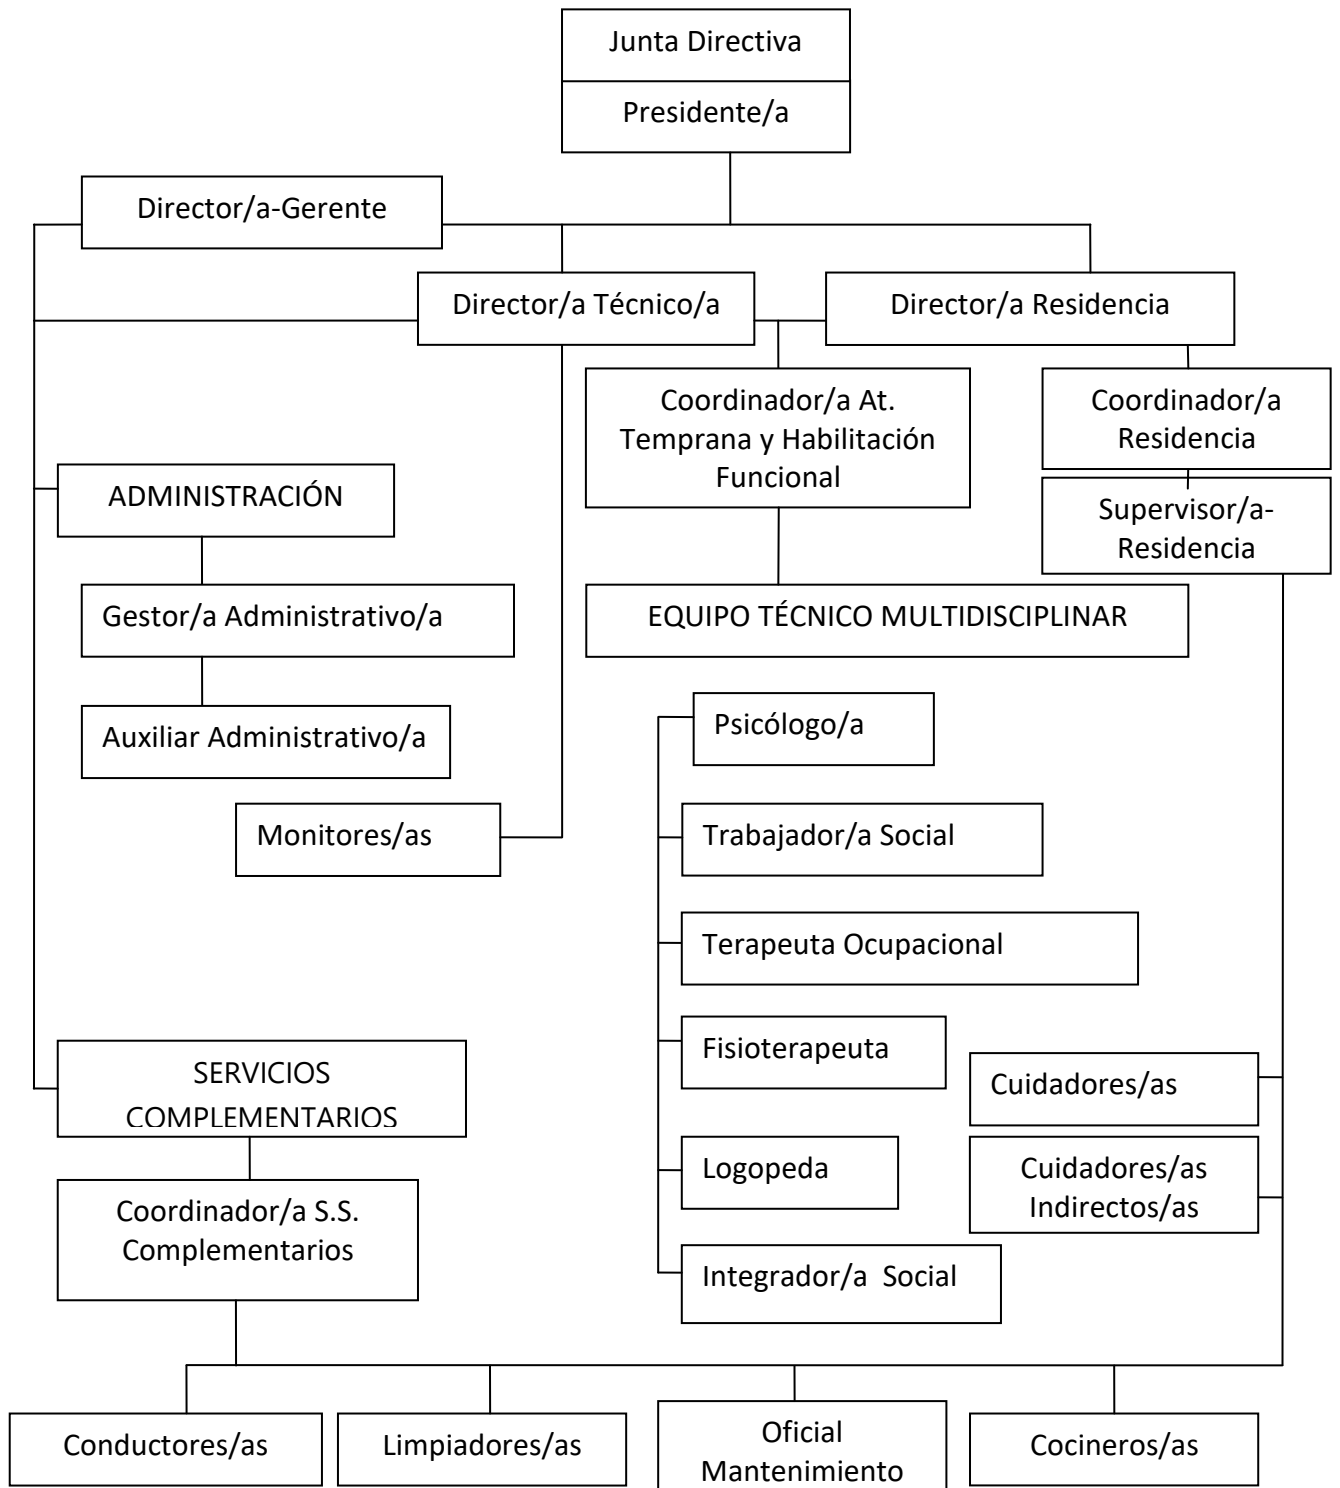 Junta Directiva
Presidente/a
Director/a-Gerente
Director/a Técnico/a
Director/a Residencia
Coordinador/a At.
Temprana y Habilitación
Funcional
Coordinador/a
Residencia
ADMINISTRACIÓN
Supervisor/a-
Residencia
Gestor/a Administrativo/a
EQUIPO TÉCNICO MULTIDISCIPLINAR
Auxiliar Administrativo/a
Psicólogo/a
Monitores/as
Trabajador/a Social
Terapeuta Ocupacional
Fisioterapeuta
SERVICIOS
COMPLEMENTARIOS
Cuidadores/as
Logopeda
Cuidadores/as
Indirectos/as
Coordinador/a S.S.
Complementarios
Integrador/a  Social
Conductores/as
Limpiadores/as
Oficial
Mantenimiento
Cocineros/as